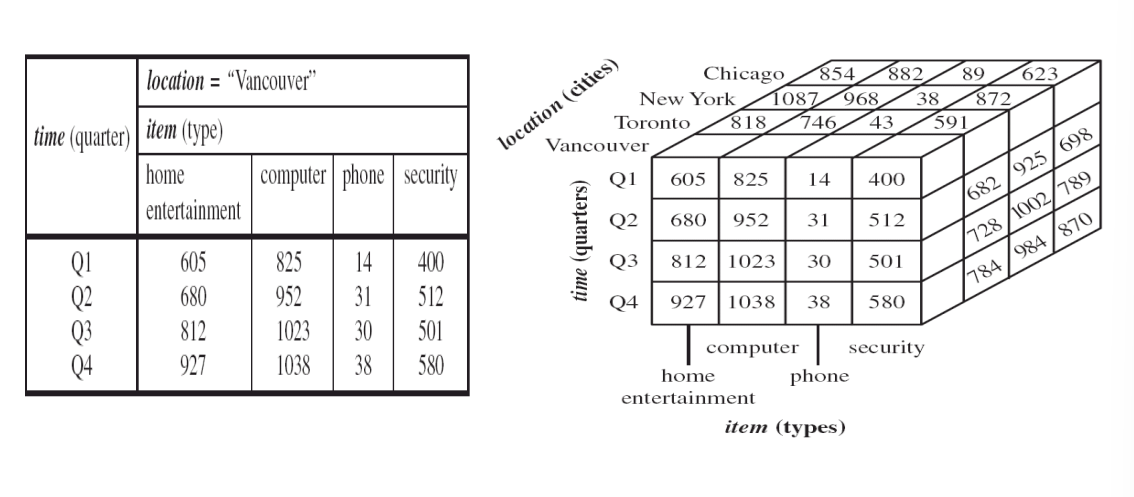 location = “Vancouver”
time (quarter)
item (type)
home
entertainment
computer
phone
security
Q1 605 825 14 400
Q2 680 952 31 512
Q3 812 1023 30 501
Q4 927 1038 38 580
location (cities)
Chicago 854 882 89 623
New York 1087 968 38 872
Toronto 818 746 43 591
Vancouver
time (quarters)
Q1 605 825 14 400
Q2 680 952 31 512
Q3 812 1023 30 501
Q4 927 1038 38 580
682 925 698
728 1002 789
784 984 870
computer security
home phone
entertainment
item (types)